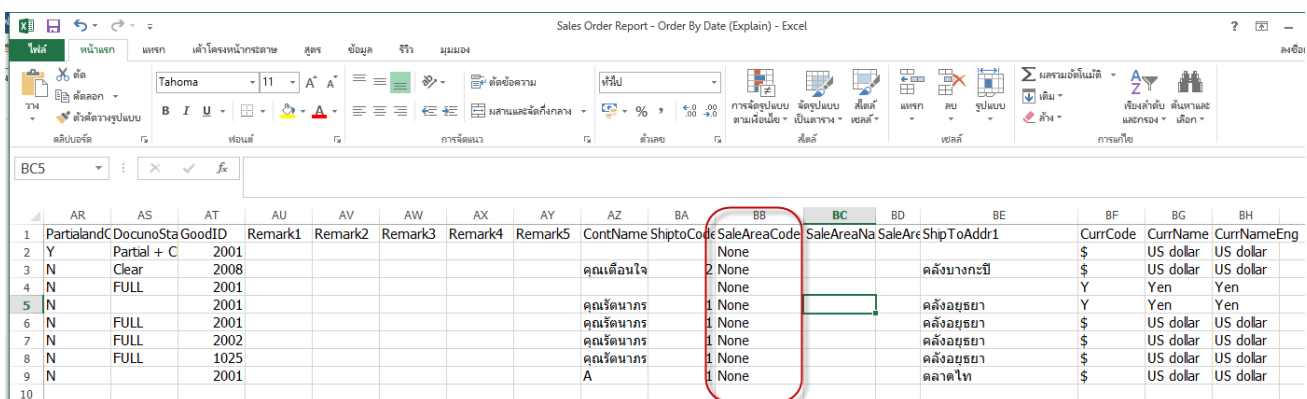 Sales Order Report - Order By Date (Explain) - Excel
ไฟล์ หน้าแรก แทรก เค้าโครงหน้ากระดาษ สูตร ข้อมูล รีวิว มุมมอง
วาง
ตัด
คัดลอก
ตัวคัดวางรูปแบบ
คลิปบอร์ด
Tahoma 11
B I U
ฟอนต์
ตัดข้อความ
ผสานและจัดกึ่งกลาง
การจัดแนว
ทั่วไป
% ,
ตัวเลข
การจัดรูปแบบ ตามเงื่อนไข
จัดรูปแบบ เป็นตาราง
สไตล์ เซลล์
สไตล์
แทรก ลบ รูปแบบ
เซลล์
ผลรวมอัตโนมัติ
เติม
ล้าง
เรียงลำดับ และกรอง
ค้นหาและ เลือก
การแก้ไข
BC5 fx
AR AS AT AU AV AW AX AY AZ BA BB BC BD BE BF BG BH
1 PartialandC DocunoSta GoodID Remark1 Remark2 Remark3 Remark4 Remark5 ContName ShiptoCode SaleAreaCode SaleAreaNa SaleAre ShipToAddr1 CurrCode CurrName CurrNameEng
2 Y Partial + C 2001 None $ US dollar US dollar
3 N Clear 2008 คุณเตือนใจ 2 None คลังบางกะปิ $ US dollar US dollar
4 N FULL 2001 None Y Yen Yen
5 N 2001 คุณรัตนาภร 1 None คลังอยุธยา Y Yen Yen
6 N FULL 2001 คุณรัตนาภร 1 None คลังอยุธยา $ US dollar US dollar
7 N FULL 2002 คุณรัตนาภร 1 None คลังอยุธยา $ US dollar US dollar
8 N FULL 1025 คุณรัตนาภร 1 None คลังอยุธยา $ US dollar US dollar
9 N 2001 A 1 None ตลาดไท $ US dollar US dollar
10